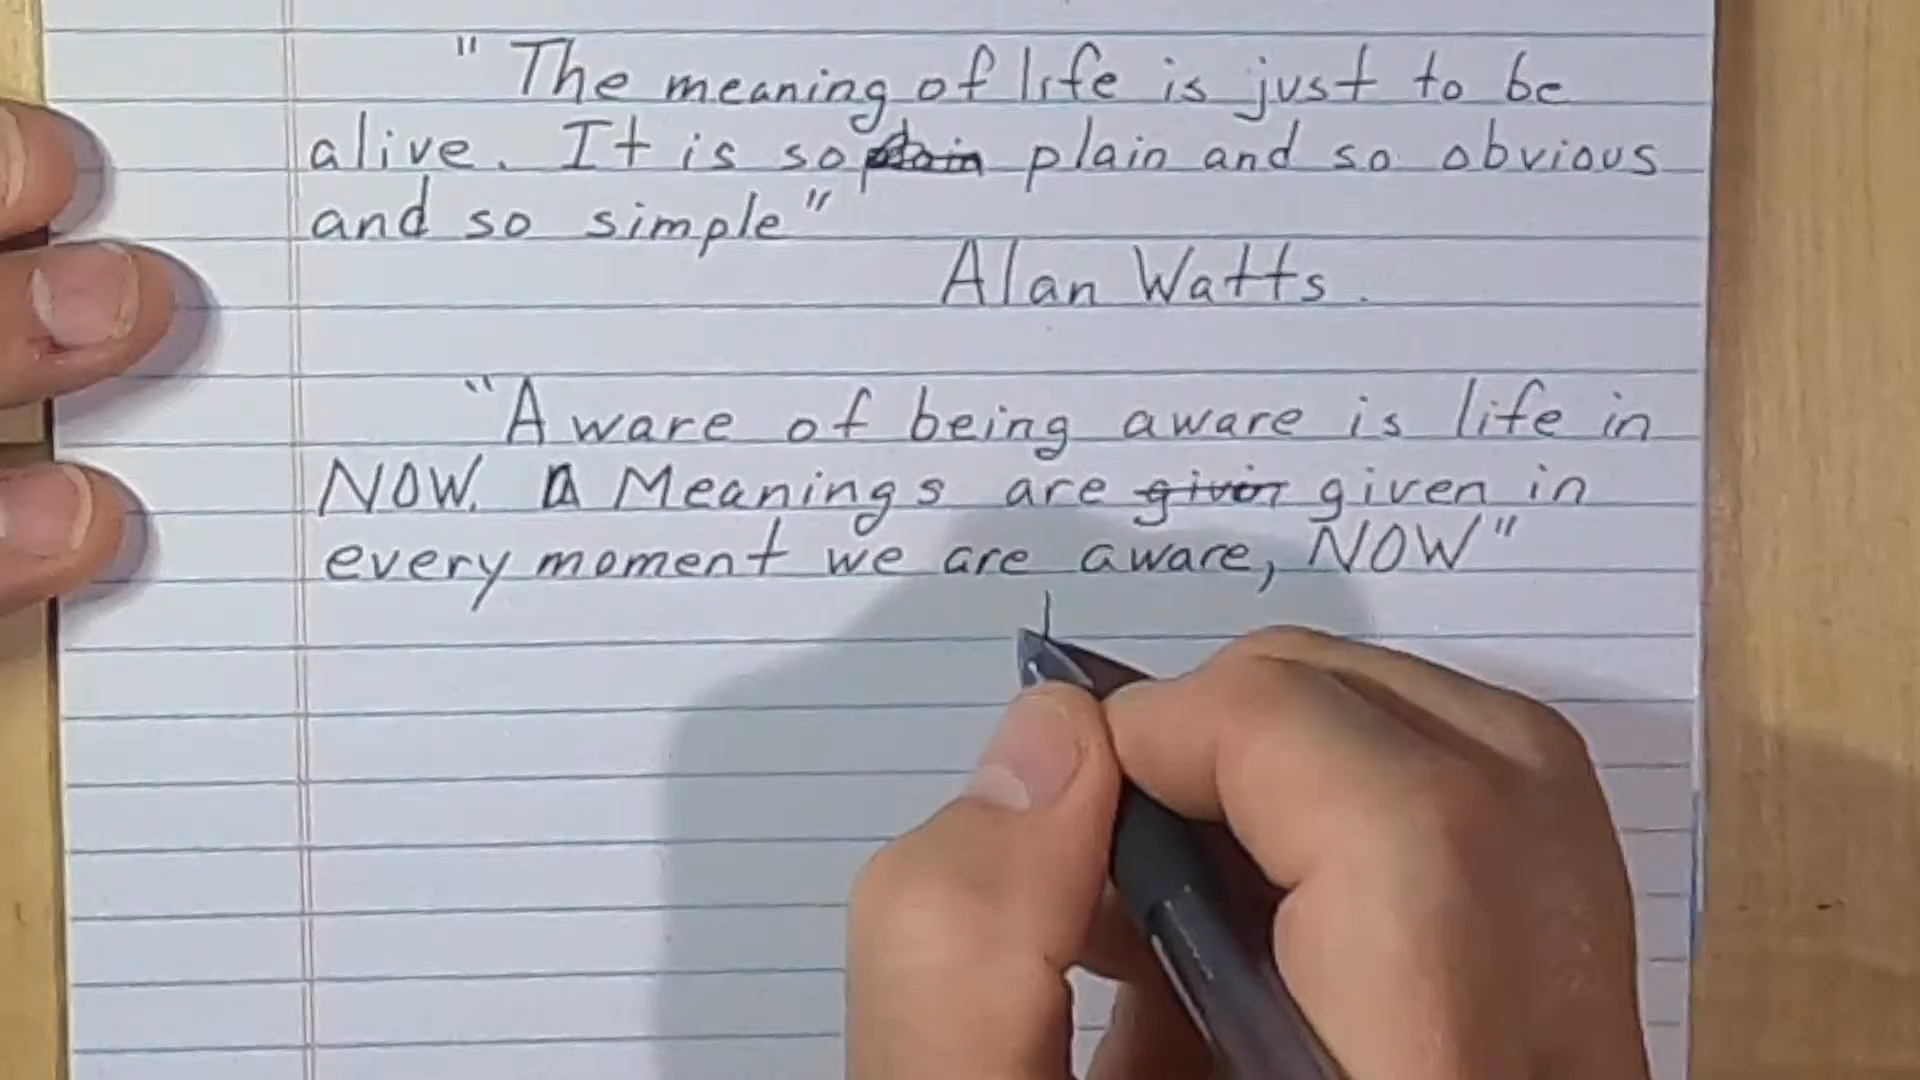 "The meaning of life is just to be
alive. It is so plain plain and so obvious
and so simple"
Alan Watts.
"Aware of being aware is life in
NOW. A Meanings are givin given in
every moment we are aware, NOW"